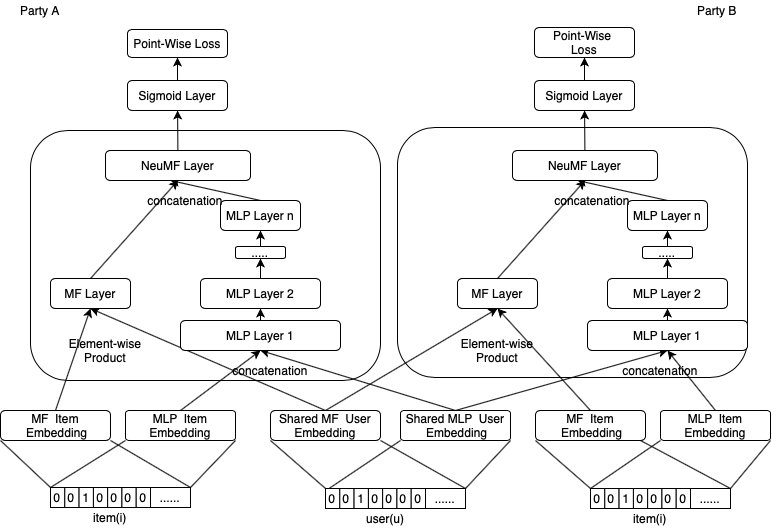 Party A
Party B
Point-Wise Loss
Point-Wise
Loss
Sigmoid Layer
Sigmoid Layer
NeuMF Layer
NeuMF Layer
concatenation
concatenation
MLP Layer n
MLP Layer n
.....
.....
MF Layer
MLP Layer 2
MF Layer
MLP Layer 2
MLP Layer 1
MLP Layer 1
Element-wise
Product
Element-wise
Product
concatenation
concatenation
MF Item
Embedding
MLP Item
Embedding
Shared MF User
Embedding
Shared MLP User
Embedding
MF Item
Embedding
MLP Item
Embedding
0 0 1 0 0 0 0 ......
0 0 1 0 0 0 0 ......
0 0 1 0 0 0 0 ......
item(i)
user(u)
item(i)